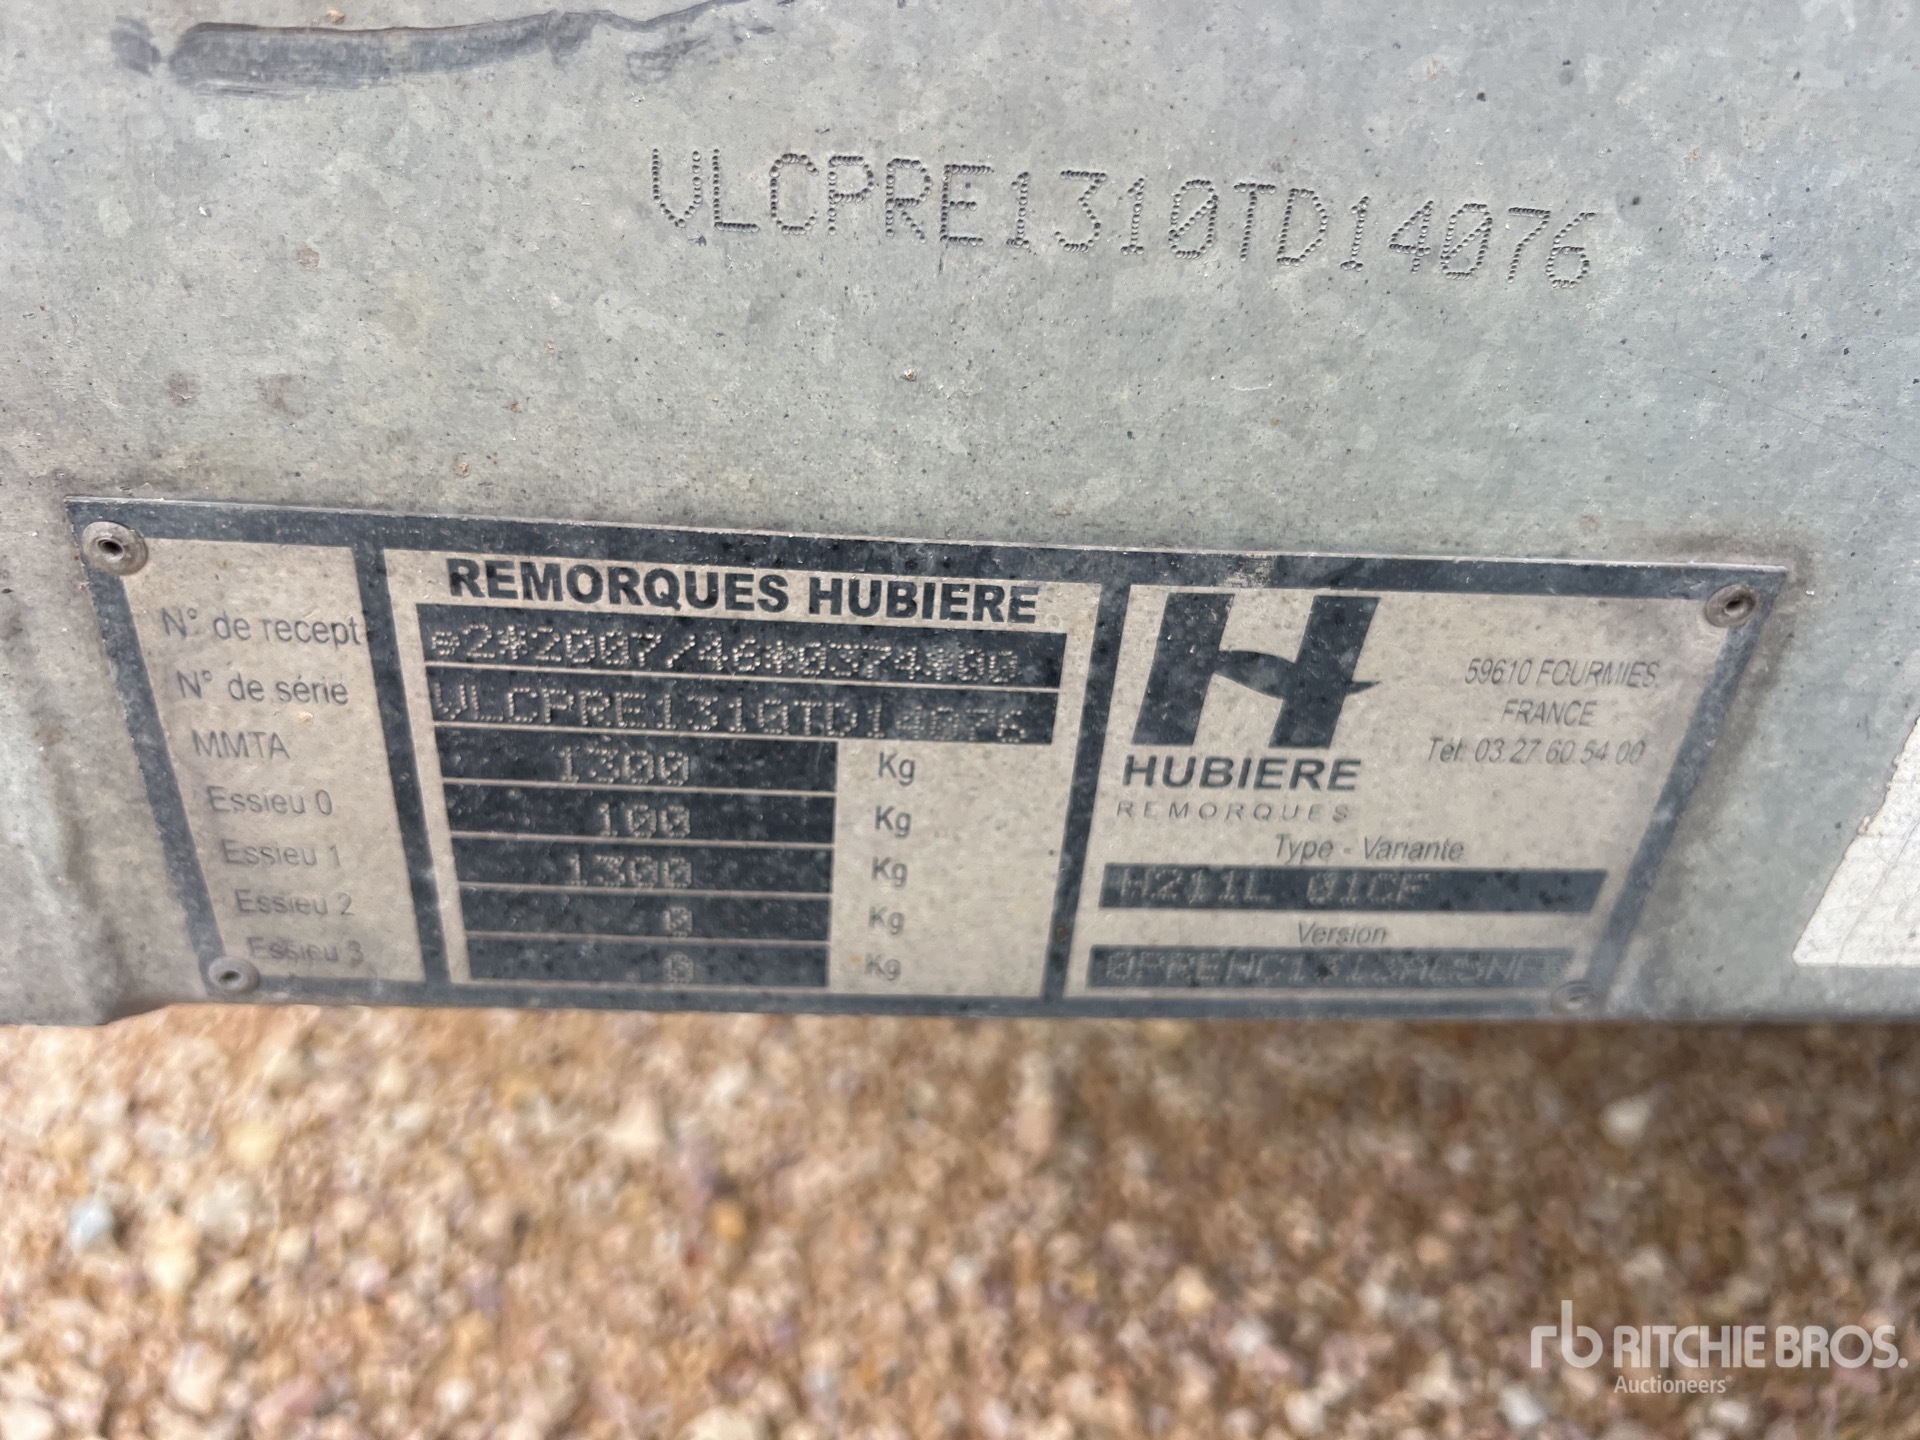 VLCPRE1310TD14076
REMORQUES HUBIERE
N° de recept e2*2007/46*0374*00
N° de série VLCPRE1310TD14076
MMTA 1300 Kg
Essieu 0 100 Kg
Essieu 1 1300 Kg
Essieu 2 0 Kg
Essieu 3 0 Kg
HUBIERE
REMORQUES
59610 FOURMIES
FRANCE
Tél: 03.27.60.54.00
Type - Variante
H211L 01CF
Version
rb RITCHIE BROS.
Auctioneers